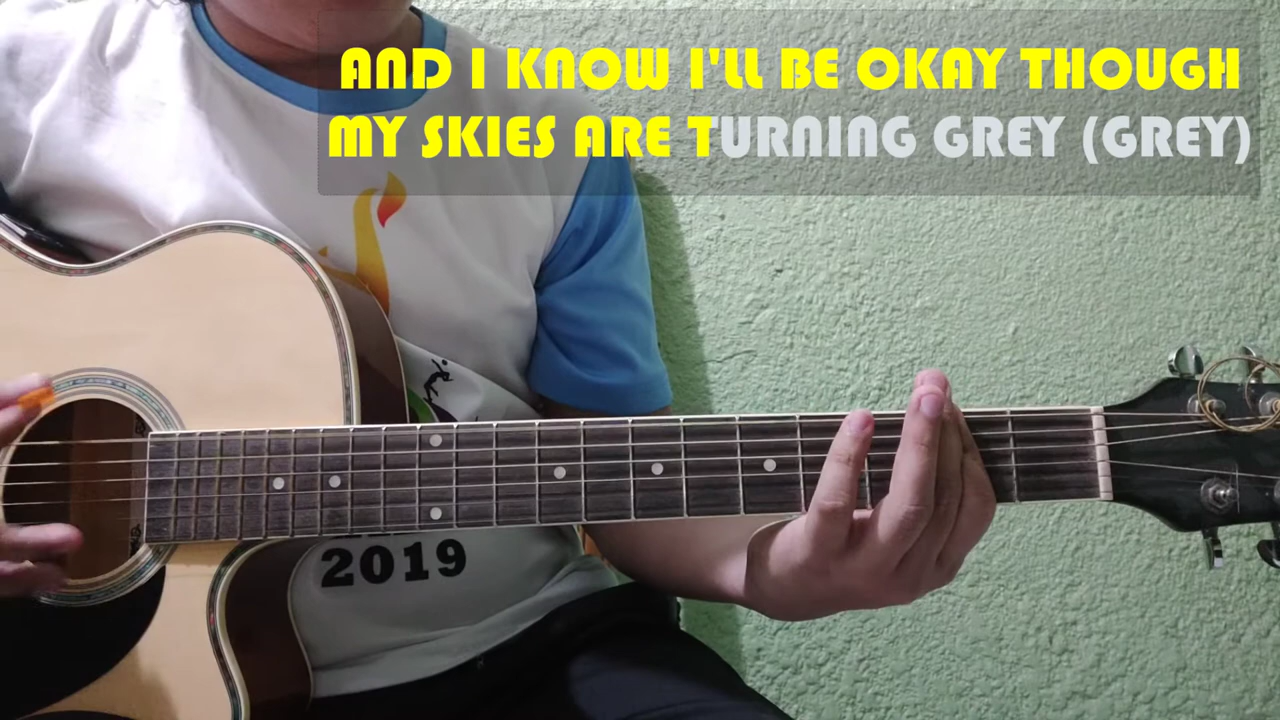 AND I KNOW I'LL BE OKAY THOUGH
MY SKIES ARE TURNING GREY (GREY)
2019